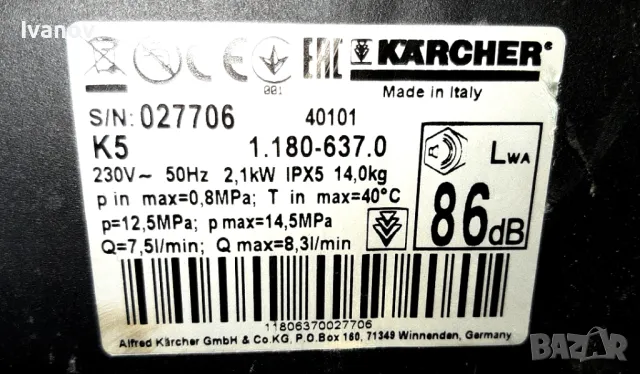 Ivanov
001
EAC
KÄRCHER®
Made in Italy
S/N: 027706
40101
K5
1.180-637.0
230V~ 50Hz 2,1kW IPX5 14,0kg
p in max=0,8MPa; T in max=40°C
p=12,5MPa; p max=14,5MPa
Q=7,5l/min; Q max=8,3l/min
LWA
86dB
11806370027706
Alfred Kärcher GmbH & Co.KG, P.O.Box 160, 71349 Winnenden, Germany
BAZAR